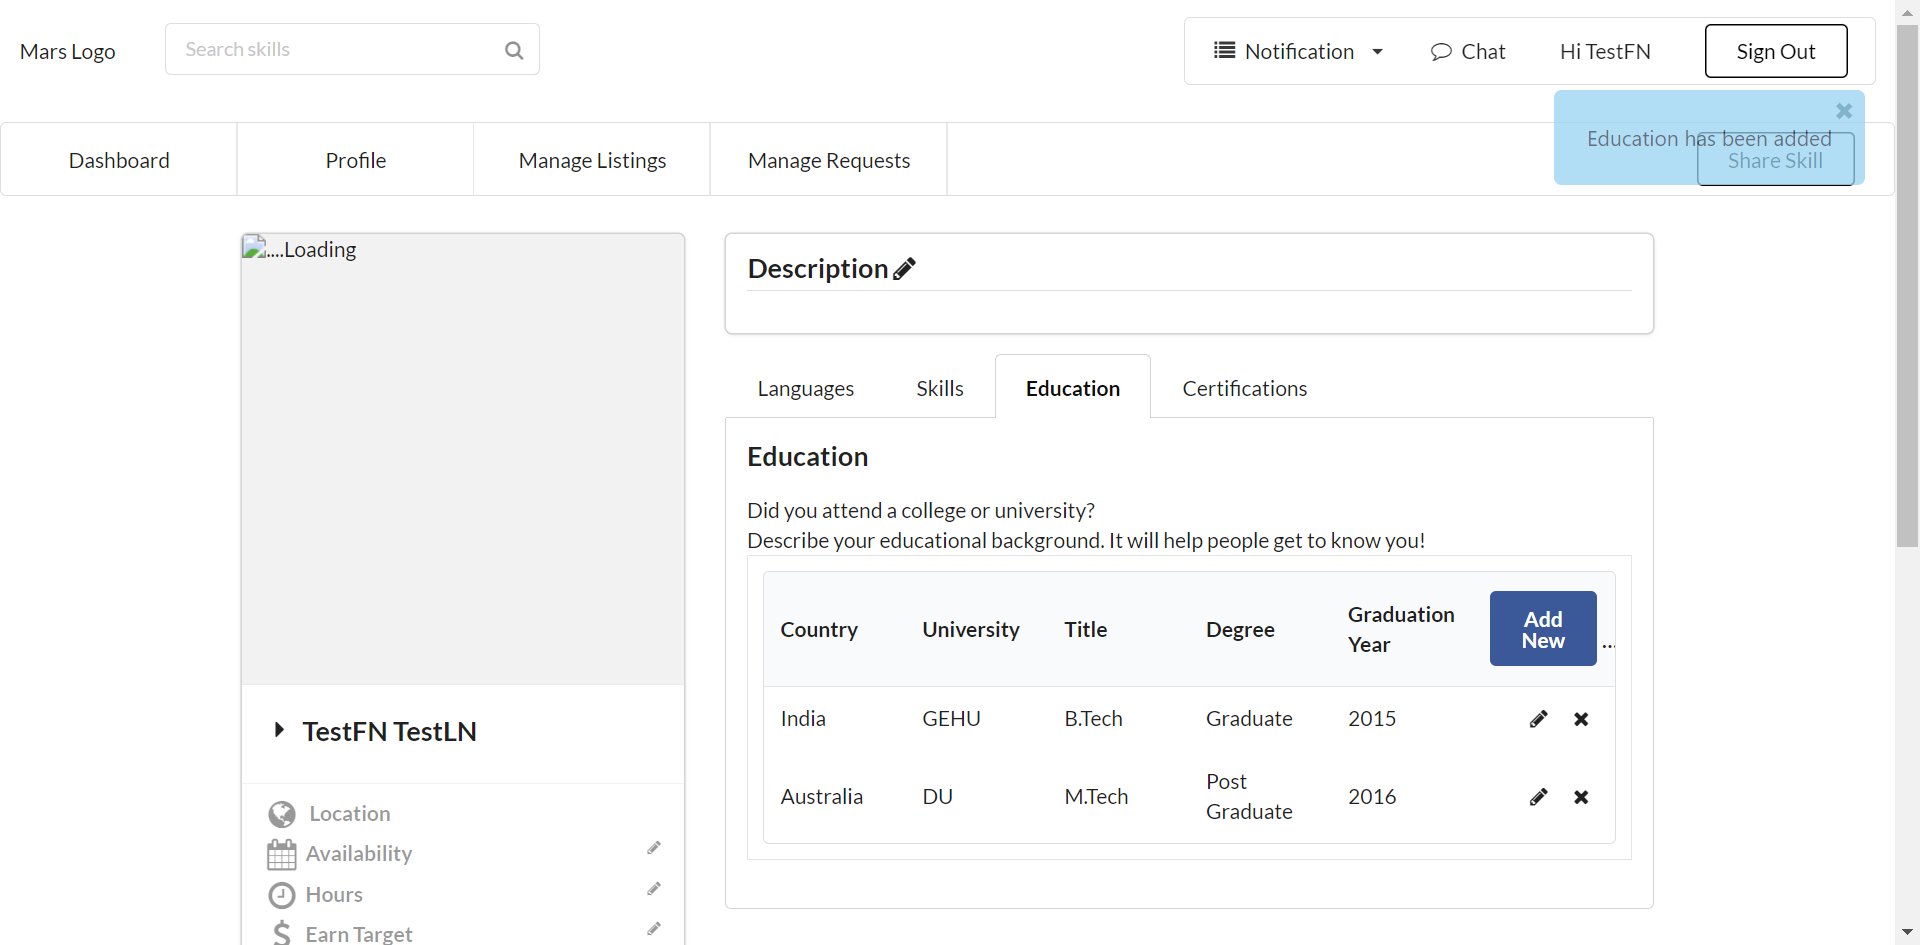 Mars Logo
Search skills
Notification
Chat
Hi TestFN
Sign Out
Education has been added
Dashboard
Profile
Manage Listings
Manage Requests
Share Skill
....Loading
Description
Languages
Skills
Education
Certifications
Education
Did you attend a college or university?
Describe your educational background. It will help people get to know you!
Country University Title Degree Graduation
Year
Add
New
...
India GEHU B.Tech Graduate 2015
Australia DU M.Tech Post
Graduate 2016
TestFN TestLN
Location
Availability
Hours
Earn Target